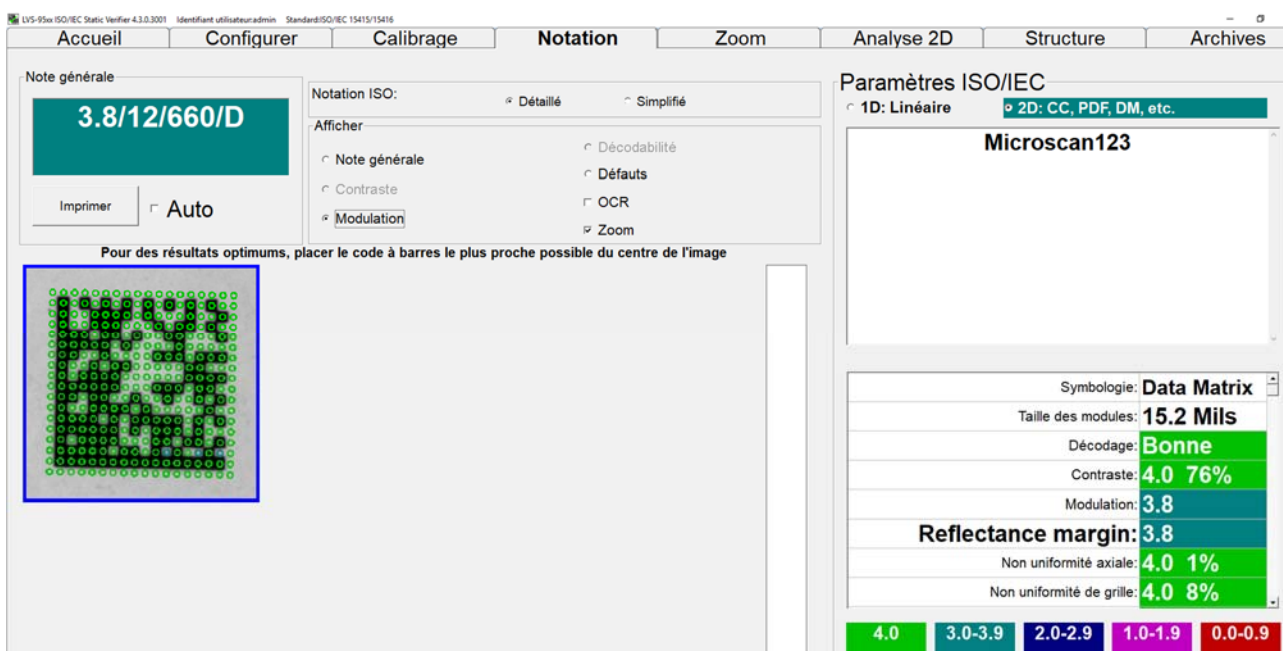 LVS-95xx ISO/IEC Static Verifier 4.3.0.3001 Identifiant utilisateur:admin Standard:ISO/IEC 15415/15416
Accueil Configurer Calibrage Notation Zoom Analyse 2D Structure Archives
Note générale
3.8/12/660/D
Imprimer
Auto
Notation ISO:
Détaillé
Simplifié
Afficher
Note générale
Contraste
Modulation
Décodabilité
Défauts
OCR
Zoom
Pour des résultats optimums, placer le code à barres le plus proche possible du centre de l'image
Paramètres ISO/IEC
1D: Linéaire
2D: CC, PDF, DM, etc.
Microscan123
Symbologie: Data Matrix
Taille des modules: 15.2 Mils
Décodage: Bonne
Contraste: 4.0 76%
Modulation: 3.8
Reflectance margin: 3.8
Non uniformité axiale: 4.0 1%
Non uniformité de grille: 4.0 8%
4.0 3.0-3.9 2.0-2.9 1.0-1.9 0.0-0.9